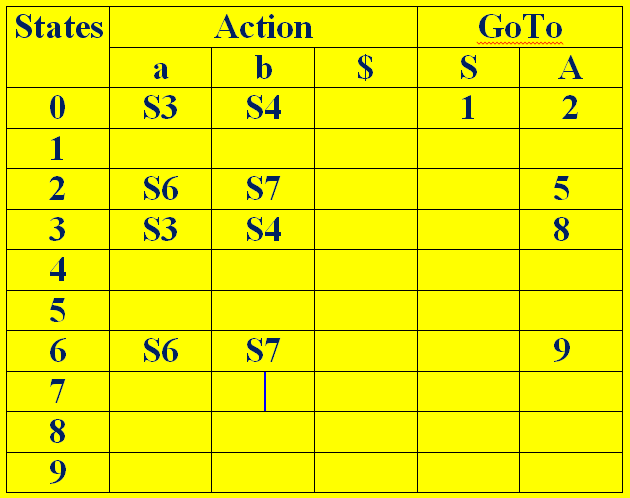 States Action GoTo
a b $ S A
0 S3 S4 1 2
1
2 S6 S7 5
3 S3 S4 8
4
5
6 S6 S7 9
7
8
9